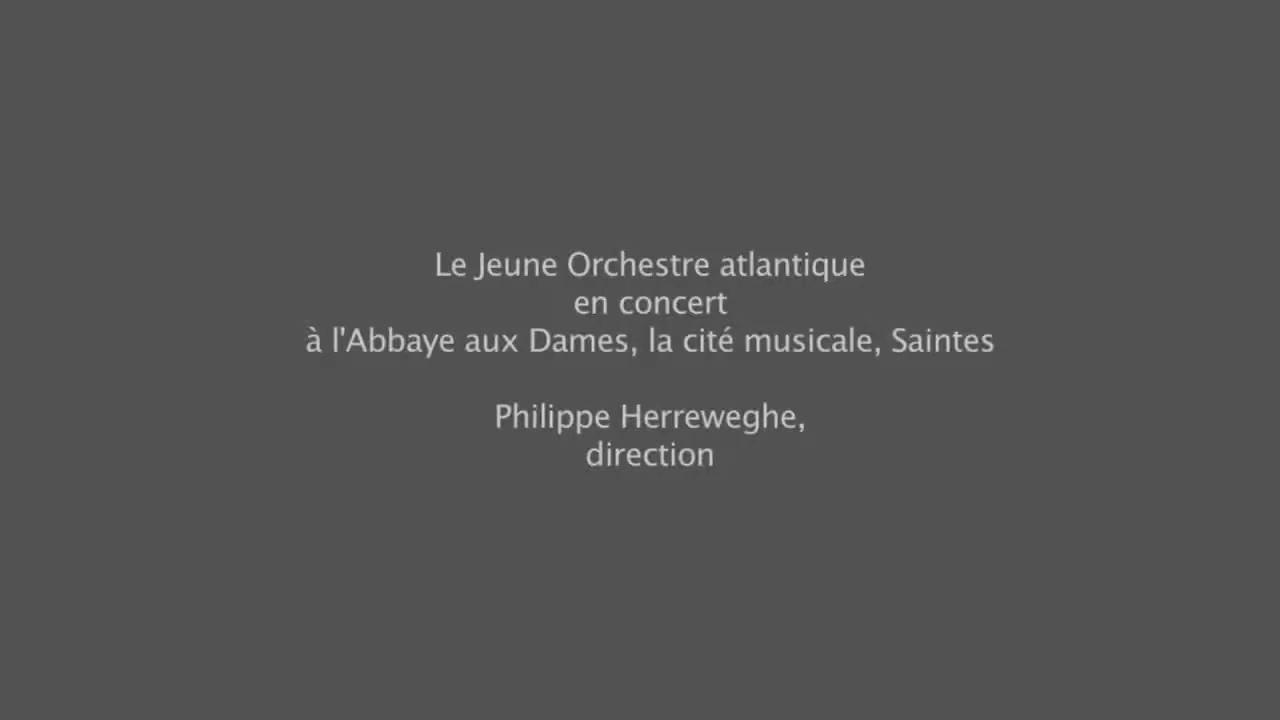 Le Jeune Orchestre atlantique
en concert
à l'Abbaye aux Dames, la cité musicale, Saintes
Philippe Herreweghe,
direction